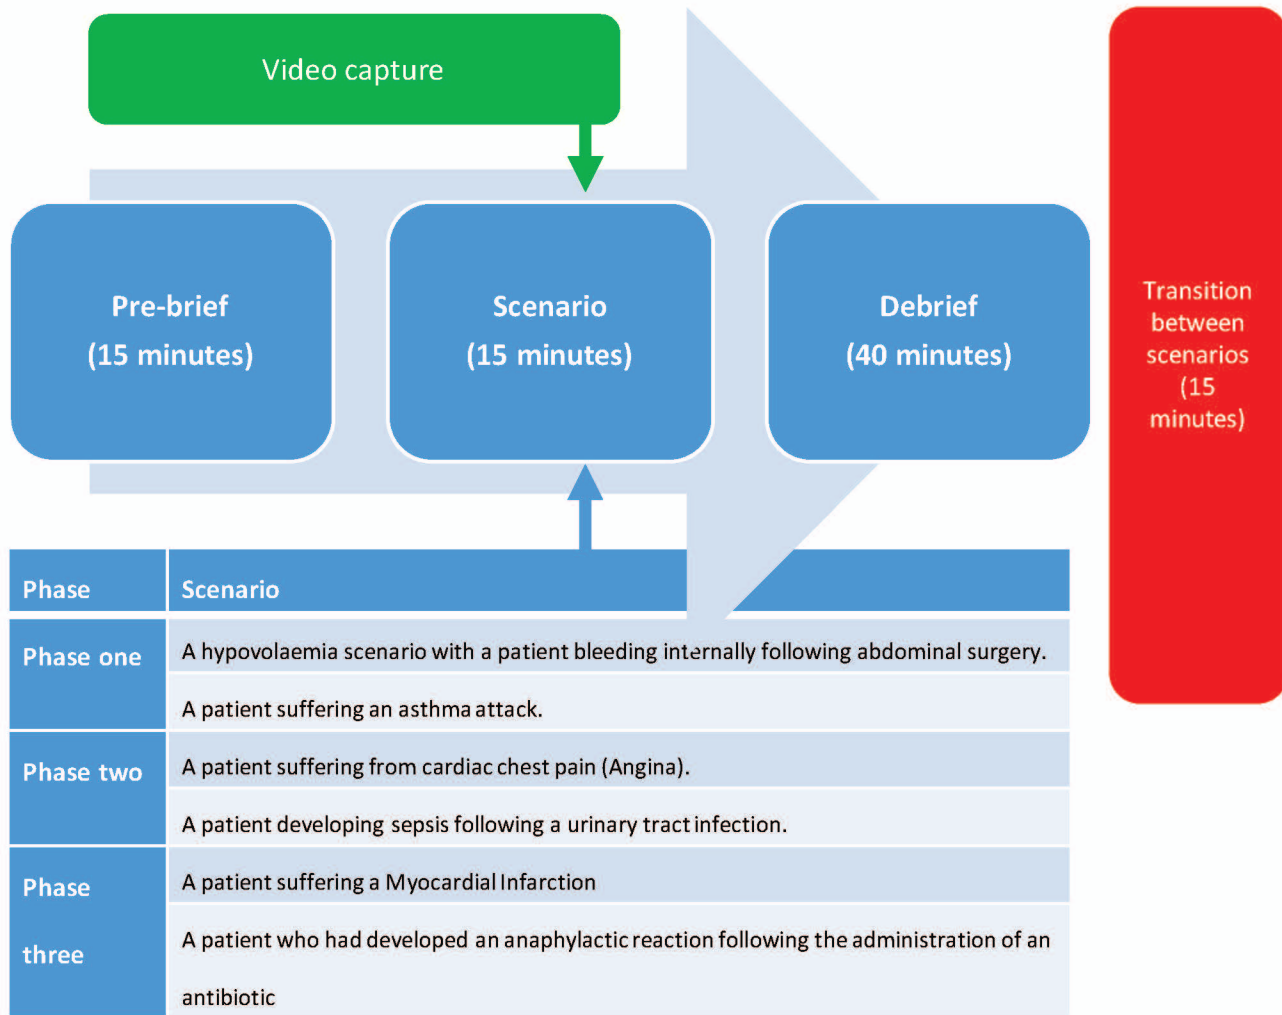 Video capture
Pre-brief
(15 minutes)
Scenario
(15 minutes)
Debrief
(40 minutes)
Transition
between
scenarios
(15
minutes)
Phase
Scenario
Phase one
A hypovolaemia scenario with a patient bleeding internally following abdominal surgery.
A patient suffering an asthma attack.
Phase two
A patient suffering from cardiac chest pain (Angina).
A patient developing sepsis following a urinary tract infection.
Phase
three
A patient suffering a Myocardial Infarction
A patient who had developed an anaphylactic reaction following the administration of an
antibiotic